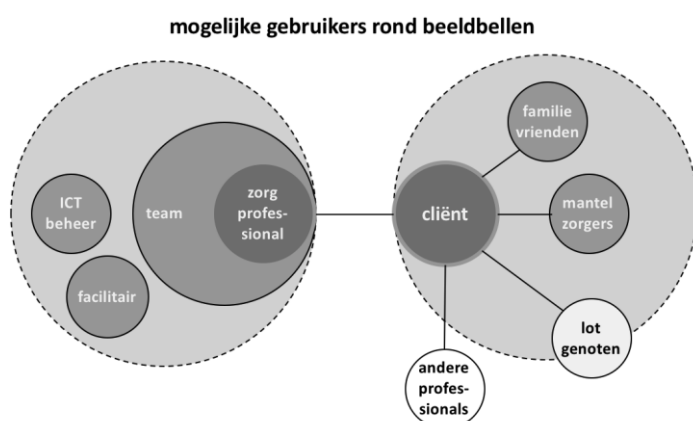 mogelijke gebruikers rond beeldbellen
ICT
beheer
facilitair
team
zorg
profes-
sional
cliënt
familie
vrienden
mantel
zorgers
lot
genoten
andere
profes-
sionals